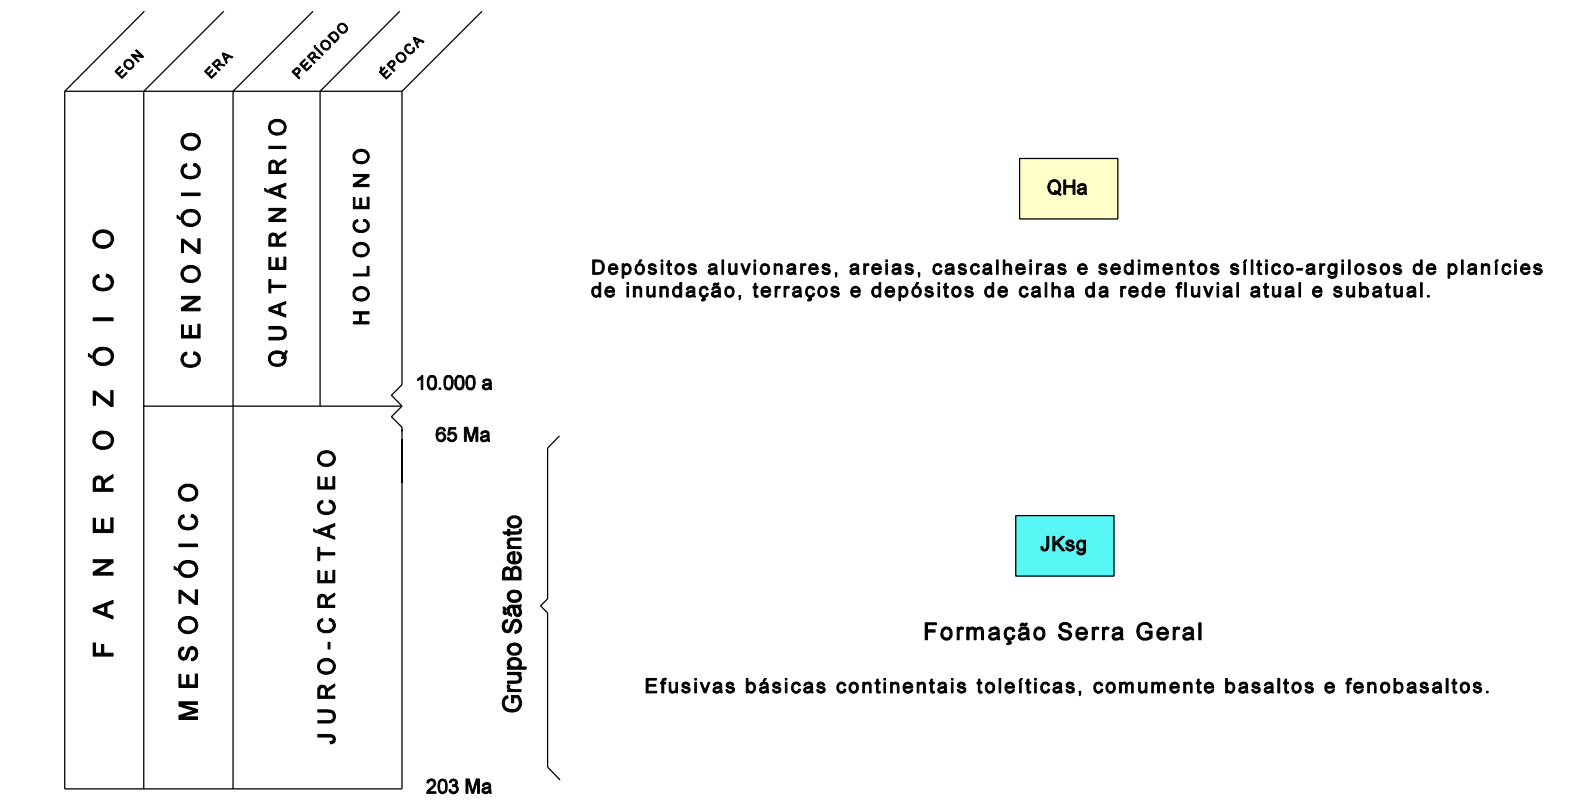 EON
ERA
PERÍODO
ÉPOCA
FANEROZÓICO
CENOZÓICO
QUATERNÁRIO
HOLOCENO
QHa
Depósitos aluvionares, areias, cascalheiras e sedimentos síltico-argilosos de planícies
de inundação, terraços e depósitos de calha da rede fluvial atual e subatual.
10.000 a
65 Ma
MESOZÓICO
JURO-CRETÁCEO
Grupo São Bento
JKsg
Formação Serra Geral
Efusivas básicas continentais toleíticas, comumente basaltos e fenobasaltos.
203 Ma